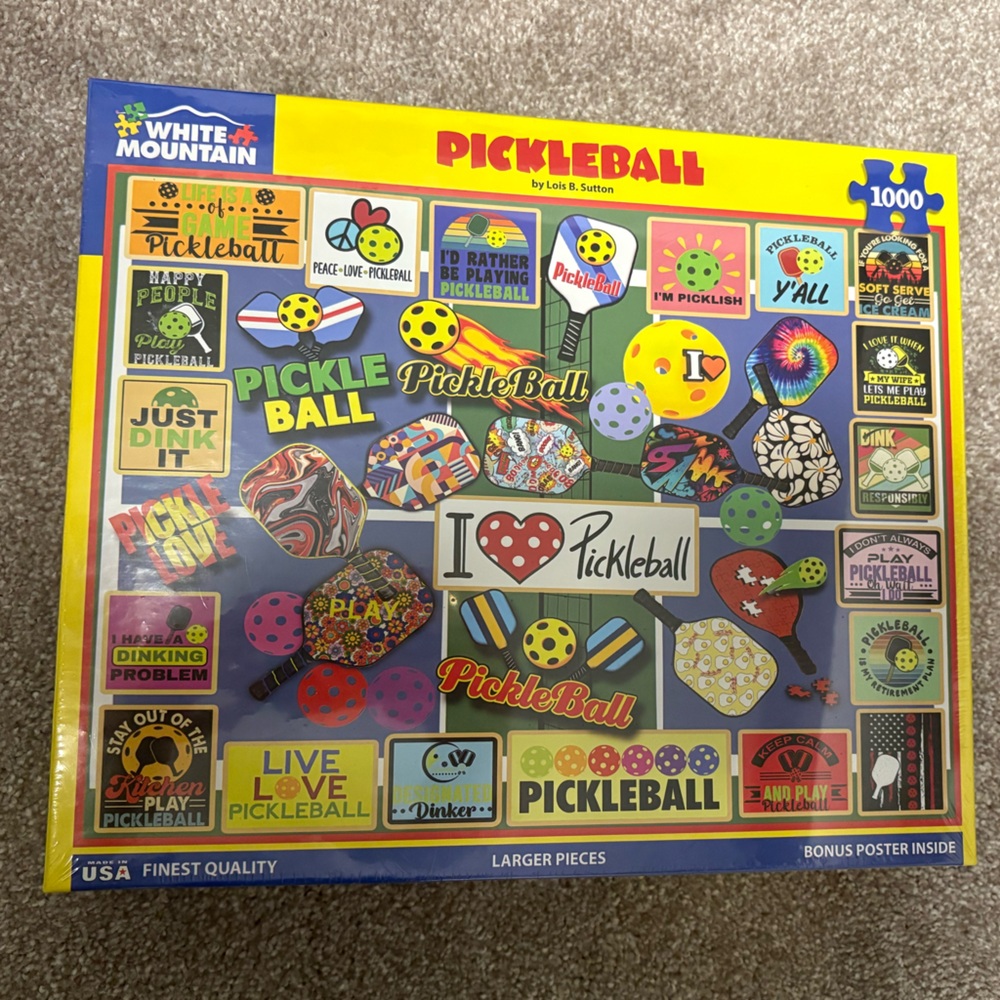 WHITE
MOUNTAIN
PICKLEBALL
by Lois B. Sutton
1000
LIFE IS A
of
GAME
Pickleball
PEACE LOVE PICKLEBALL
I'D RATHER
BE PLAYING
PICKLEBALL
PickleBall
I'M PICKLISH
PICKLEBALL
Y'ALL
YOU'RE LOOKING FOR A
SOFT SERVE
Go Get
ICE CREAM
HAPPY
PEOPLE
Play
PICKLEBALL
PICKLE
BALL
PickleBall
I
I LOVE IT WHEN
MY WIFE
LETS ME PLAY
PICKLEBALL
JUST
DINK
IT
DINK
RESPONSIBLY
PICKLE
LOVE
I Pickleball
I DON'T ALWAYS
PLAY
PICKLEBALL
Oh Wait,
I DO
PLAY
I HAVE A
DINKING
PROBLEM
PickleBall
PICKLEBALL
IS MY RETIREMENT PLAN
STAY OUT OF THE
Kitchen
PLAY
PICKLEBALL
LIVE
LOVE
PICKLEBALL
DESIGNATED
Dinker
PICKLEBALL
KEEP CALM
AND PLAY
Pickleball
MADE IN
USA
FINEST QUALITY
LARGER PIECES
BONUS POSTER INSIDE